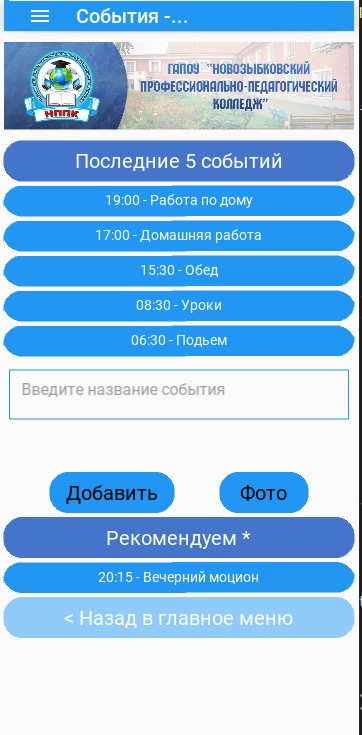 События -...
ГАПОУ "НОВОЗЫБКОВСКИЙ
ПРОФЕССИОНАЛЬНО-ПЕДАГОГИЧЕСКИЙ
КОЛЛЕДЖ"
НППК
Последние 5 событий
19:00 - Работа по дому
17:00 - Домашняя работа
15:30 - Обед
08:30 - Уроки
06:30 - Подьем
Введите название события
Добавить
Фото
Рекомендуем *
20:15 - Вечерний моцион
< Назад в главное меню